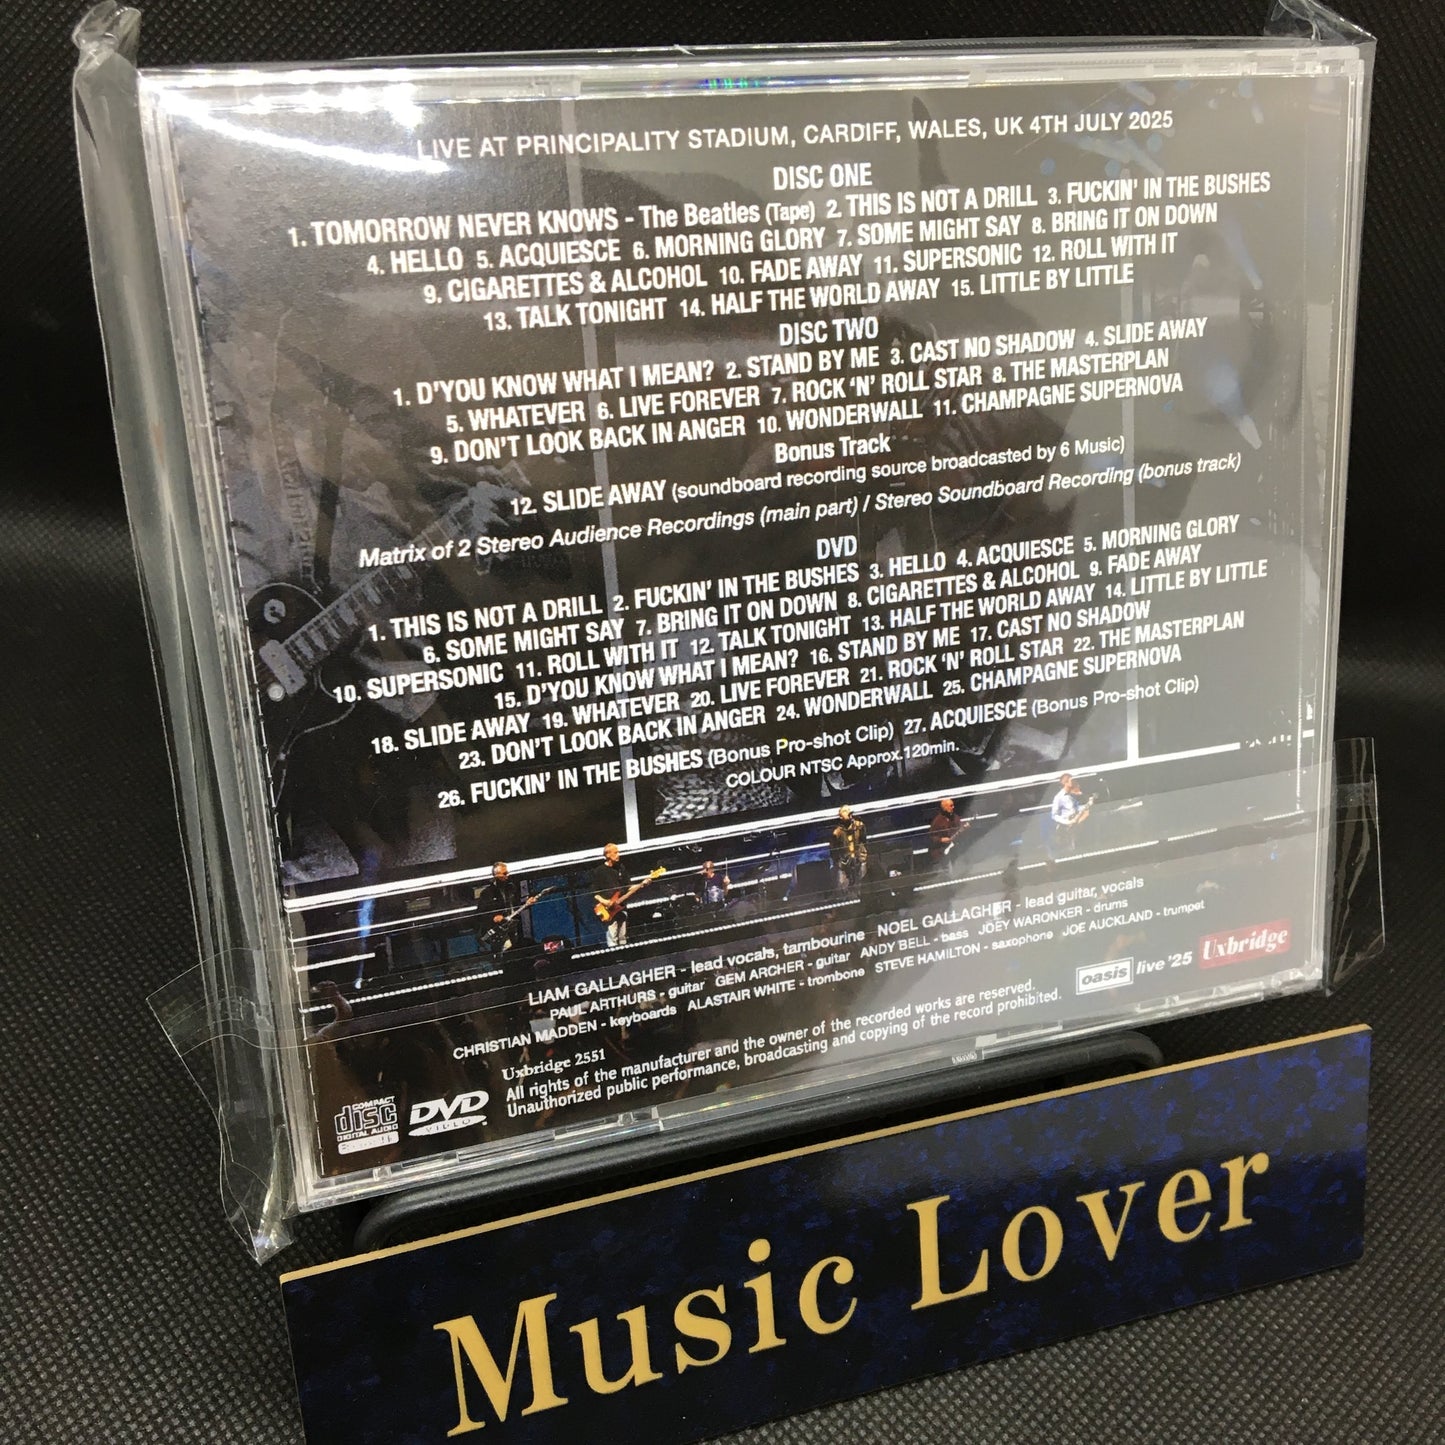 LIVE AT PRINCIPALITY STADIUM, CARDIFF, WALES, UK 4TH JULY 2025
DISC ONE
1. TOMORROW NEVER KNOWS - The Beatles (Tape) 2. THIS IS NOT A DRILL 3. FUCKIN' IN THE BUSHES
4. HELLO 5. ACQUIESCE 6. MORNING GLORY 7. SOME MIGHT SAY 8. BRING IT ON DOWN
9. CIGARETTES & ALCOHOL 10. FADE AWAY 11. SUPERSONIC 12. ROLL WITH IT
13. TALK TONIGHT 14. HALF THE WORLD AWAY 15. LITTLE BY LITTLE
DISC TWO
1. D'YOU KNOW WHAT I MEAN? 2. STAND BY ME 3. CAST NO SHADOW 4. SLIDE AWAY
5. WHATEVER 6. LIVE FOREVER 7. ROCK 'N' ROLL STAR 8. THE MASTERPLAN
9. DON'T LOOK BACK IN ANGER 10. WONDERWALL 11. CHAMPAGNE SUPERNOVA
Bonus Track
12. SLIDE AWAY (soundboard recording source broadcasted by 6 Music)
Matrix of 2 Stereo Audience Recordings (main part) / Stereo Soundboard Recording (bonus track)
DVD
1. THIS IS NOT A DRILL 2. FUCKIN' IN THE BUSHES 3. HELLO 4. ACQUIESCE 5. MORNING GLORY
6. SOME MIGHT SAY 7. BRING IT ON DOWN 8. CIGARETTES & ALCOHOL 9. FADE AWAY
10. SUPERSONIC 11. ROLL WITH IT 12. TALK TONIGHT 13. HALF THE WORLD AWAY 14. LITTLE BY LITTLE
15. D'YOU KNOW WHAT I MEAN? 16. STAND BY ME 17. CAST NO SHADOW
18. SLIDE AWAY 19. WHATEVER 20. LIVE FOREVER 21. ROCK 'N' ROLL STAR 22. THE MASTERPLAN
23. DON'T LOOK BACK IN ANGER 24. WONDERWALL 25. CHAMPAGNE SUPERNOVA
26. FUCKIN' IN THE BUSHES (Bonus Pro-shot Clip) 27. ACQUIESCE (Bonus Pro-shot Clip)
COLOUR NTSC Approx.120min.
LIAM GALLAGHER - lead vocals, tambourine NOEL GALLAGHER - lead guitar, vocals
PAUL ARTHURS - guitar GEM ARCHER - guitar ANDY BELL - bass JOEY WARONKER - drums
CHRISTIAN MADDEN - keyboards ALASTAIR WHITE - trombone STEVE HAMILTON - saxophone JOE AUCKLAND - trumpet
oasis live '25 Uxbridge
Uxbridge 2551
All rights of the manufacturer and the owner of the recorded works are reserved.
Unauthorized public performance, broadcasting and copying of the record prohibited.
COMPACT
disc
DIGITAL AUDIO
DVD
VIDEO
Music Lover